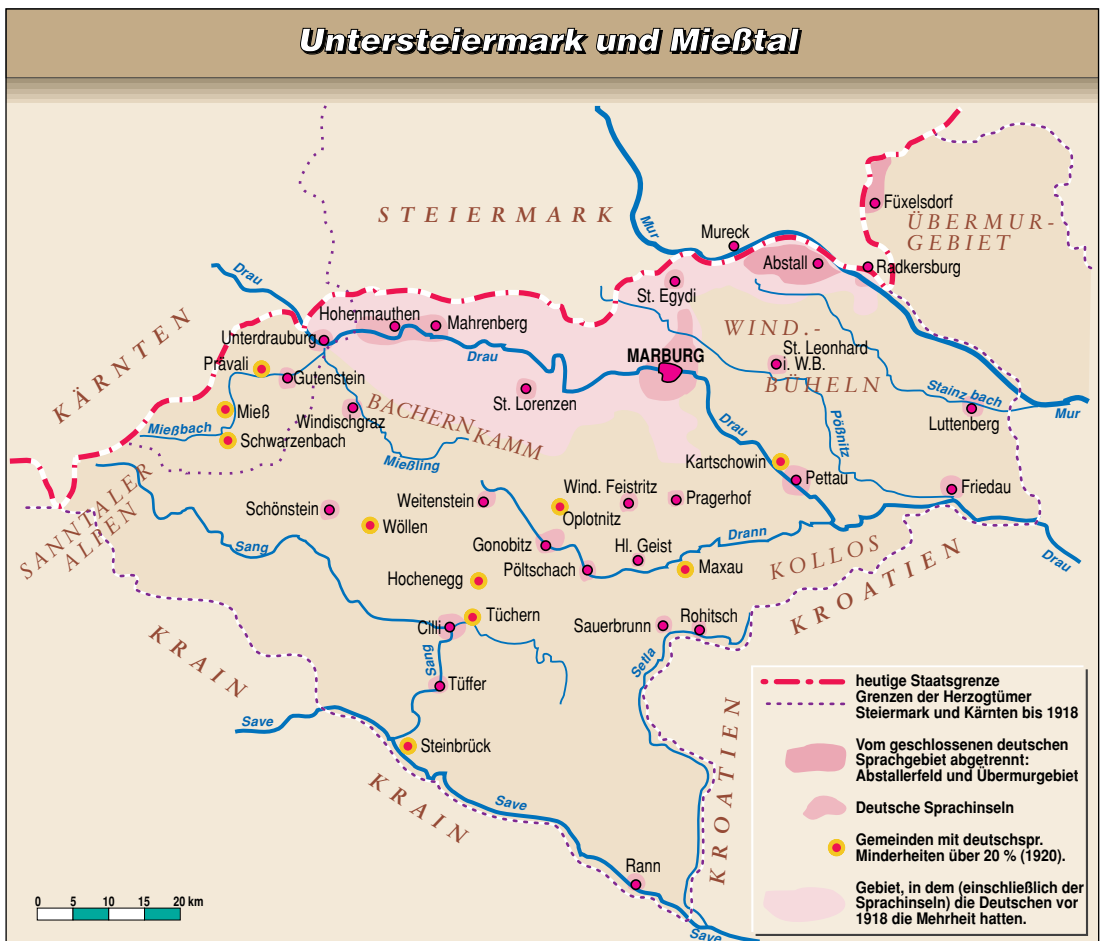 Untersteiermark und Mießtal
STEIERMARK
Mur
Mureck
Füxelsdorf
ÜBERMUR-
GEBIET
Abstall
Radkersburg
Drau
St. Egydi
Hohenmauthen
Mahrenberg
Unterdrauburg
WIND.-
BÜHELN
KÄRNTEN
Prävali
Gutenstein
Drau
MARBURG
St. Leonhard
i. W.B.
Stainz bach
Mur
Mieß
Windischgraz
BACHERN KAMM
St. Lorenzen
Luttenberg
Mießbach
Schwarzenbach
Mießling
Drau
Pößnitz
Kartschowin
Pettau
Friedau
SANNTALER
ALPEN
Schönstein
Wöllen
Weitenstein
Wind. Feistritz
Oplotnitz
Pragerhof
Sang
Gonobitz
Hl. Geist
Drann
Drau
Pöltschach
Maxau
KOLLOS
KROATIEN
Hochenegg
Tüchern
Cilli
Sauerbrunn
Rohitsch
KRAIN
Sang
Setla
Tüffer
Save
Steinbrück
KRAIN
Save
KROATIEN
Rann
Save
heutige Staatsgrenze
Grenzen der Herzogtümer
Steiermark und Kärnten bis 1918
Vom geschlossenen deutschen
Sprachgebiet abgetrennt:
Abstallerfeld und Übermurgebiet
Deutsche Sprachinseln
Gemeinden mit deutschspr.
Minderheiten über 20 % (1920).
Gebiet, in dem (einschließlich der
Sprachinseln) die Deutschen vor
1918 die Mehrheit hatten.
0 5 10 15 20 km